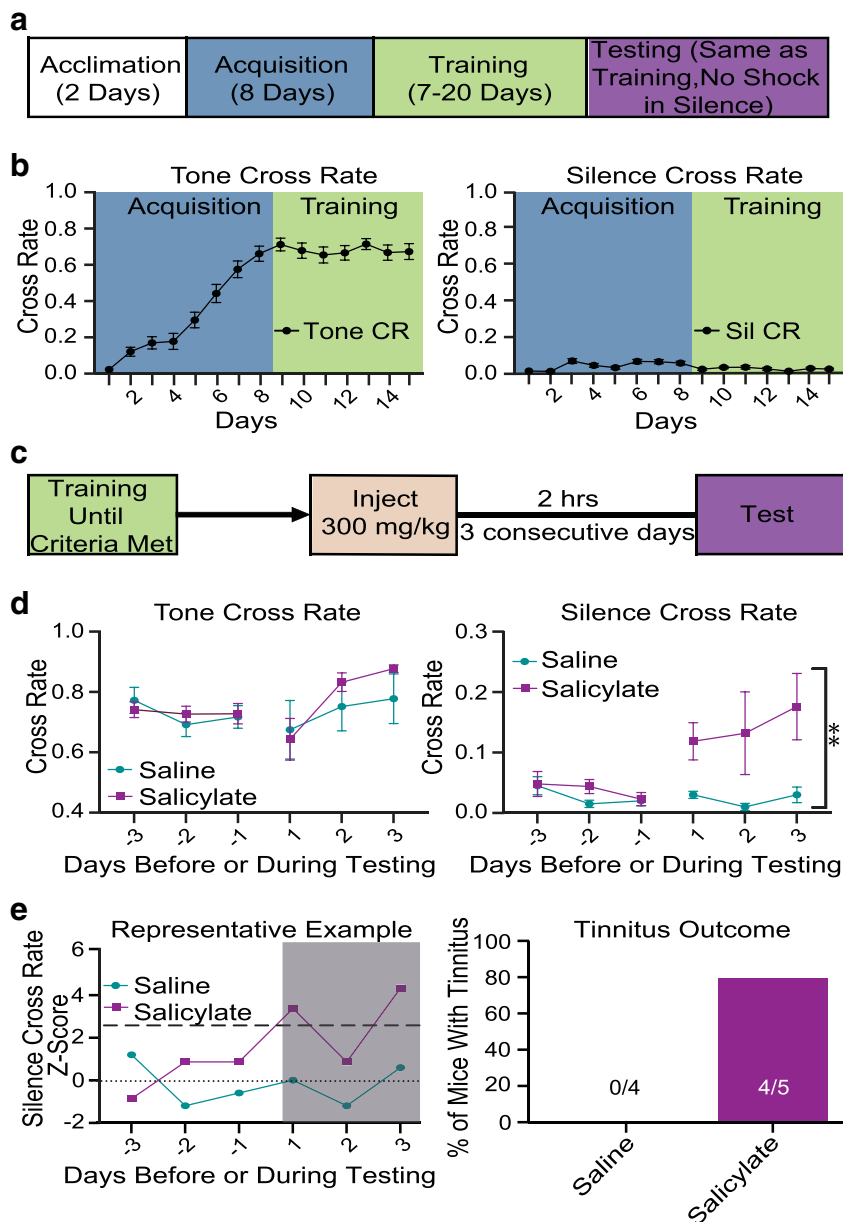 a
Acclimation
(2 Days)
Acquisition
(8 Days)
Training
(7-20 Days)
Testing (Same as
Training,No Shock
in Silence)
b
Tone Cross Rate
Cross Rate
1.0
0.8
0.6
0.4
0.2
0.0
Acquisition
Training
Tone CR
2
4
6
8
10
12
14
Days
Silence Cross Rate
Cross Rate
1.0
0.8
0.6
0.4
0.2
0.0
Acquisition
Training
Sil CR
2
4
6
8
10
12
14
Days
c
Training
Until
Criteria Met
Inject
300 mg/kg
2 hrs
3 consecutive days
Test
d
Tone Cross Rate
Cross Rate
1.0
0.8
0.6
0.4
Saline
Salicylate
-3
-2
-1
1
2
3
Days Before or During Testing
Silence Cross Rate
Cross Rate
0.3
0.2
0.1
0.0
Saline
Salicylate
**
-3
-2
-1
1
2
3
Days Before or During Testing
e
Representative Example
Silence Cross Rate
Z-Score
6
4
2
0
-2
Saline
Salicylate
-3
-2
-1
1
2
3
Days Before or During Testing
Tinnitus Outcome
% of Mice With Tinnitus
100
80
60
40
20
0
0/4
4/5
Saline
Salicylate